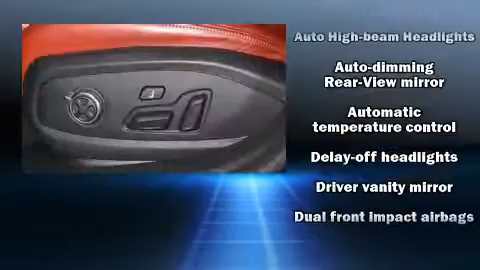 Auto High-beam Headlights
Auto-dimming
Rear-View mirror
Automatic
temperature control
Delay-off headlights
Driver vanity mirror
Dual front impact airbags